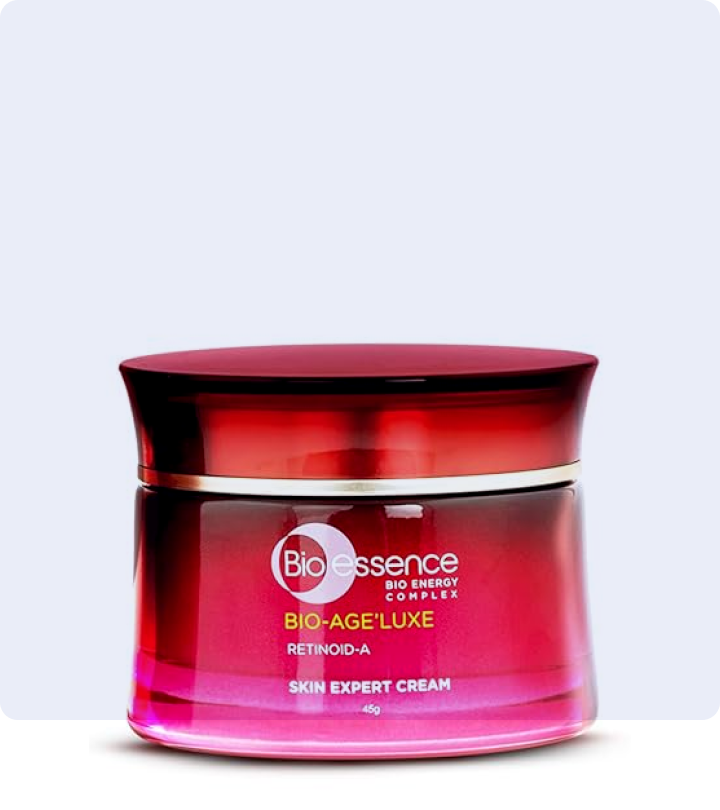 Bio essence
BIO ENERGY
COMPLEX
BIO-AGE'LUXE
RETINOID-A
SKIN EXPERT CREAM
45g